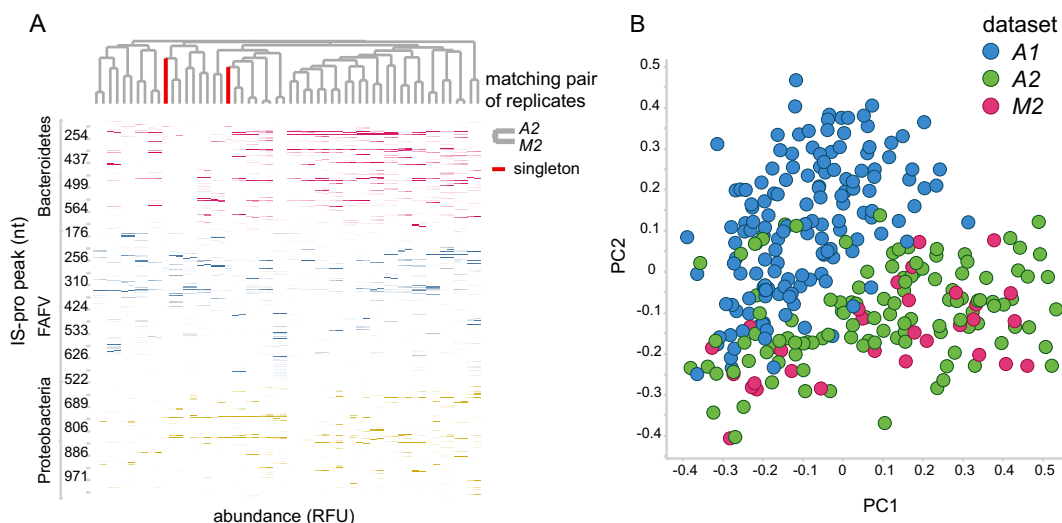 A
matching pair
of replicates
A2
M2
singleton
IS-pro peak (nt)
Bacteroidetes
254
437
499
564
FAFV
176
256
310
424
533
626
Proteobacteria
522
689
806
886
971
abundance (RFU)
B
dataset
A1
A2
M2
PC2
0.5
0.4
0.3
0.2
0.1
0
-0.1
-0.2
-0.3
-0.4
-0.4 -0.3 -0.2 -0.1 0 0.1 0.2 0.3 0.4 0.5
PC1